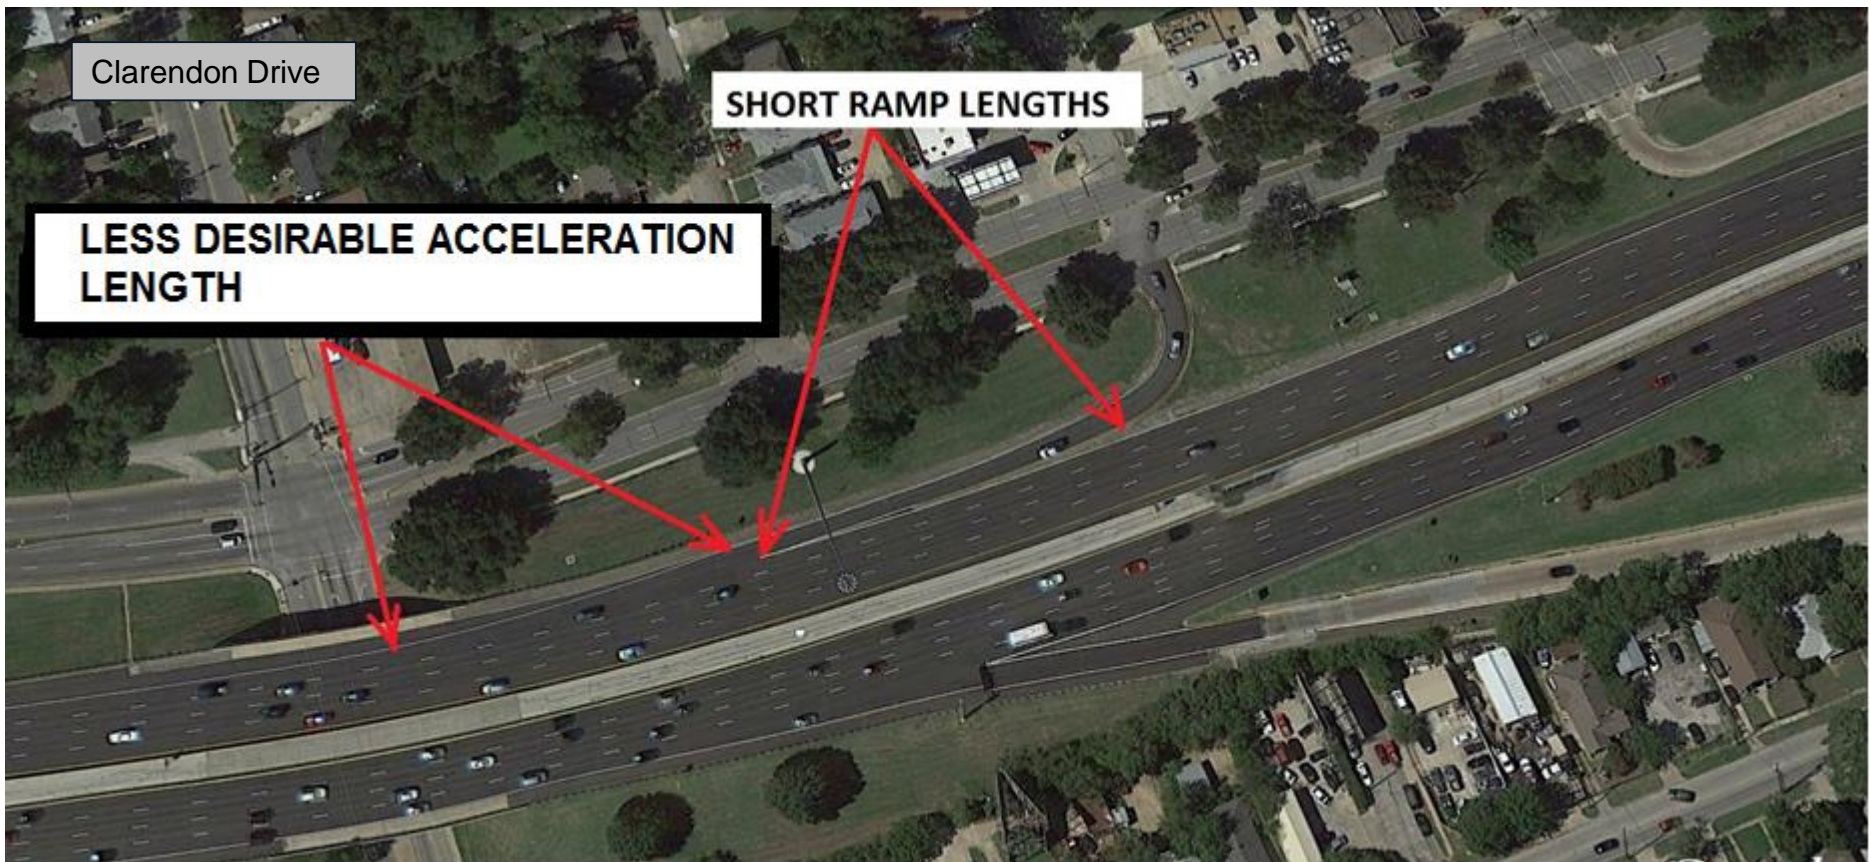 Clarendon Drive
SHORT RAMP LENGTHS
LESS DESIRABLE ACCELERATION
LENGTH